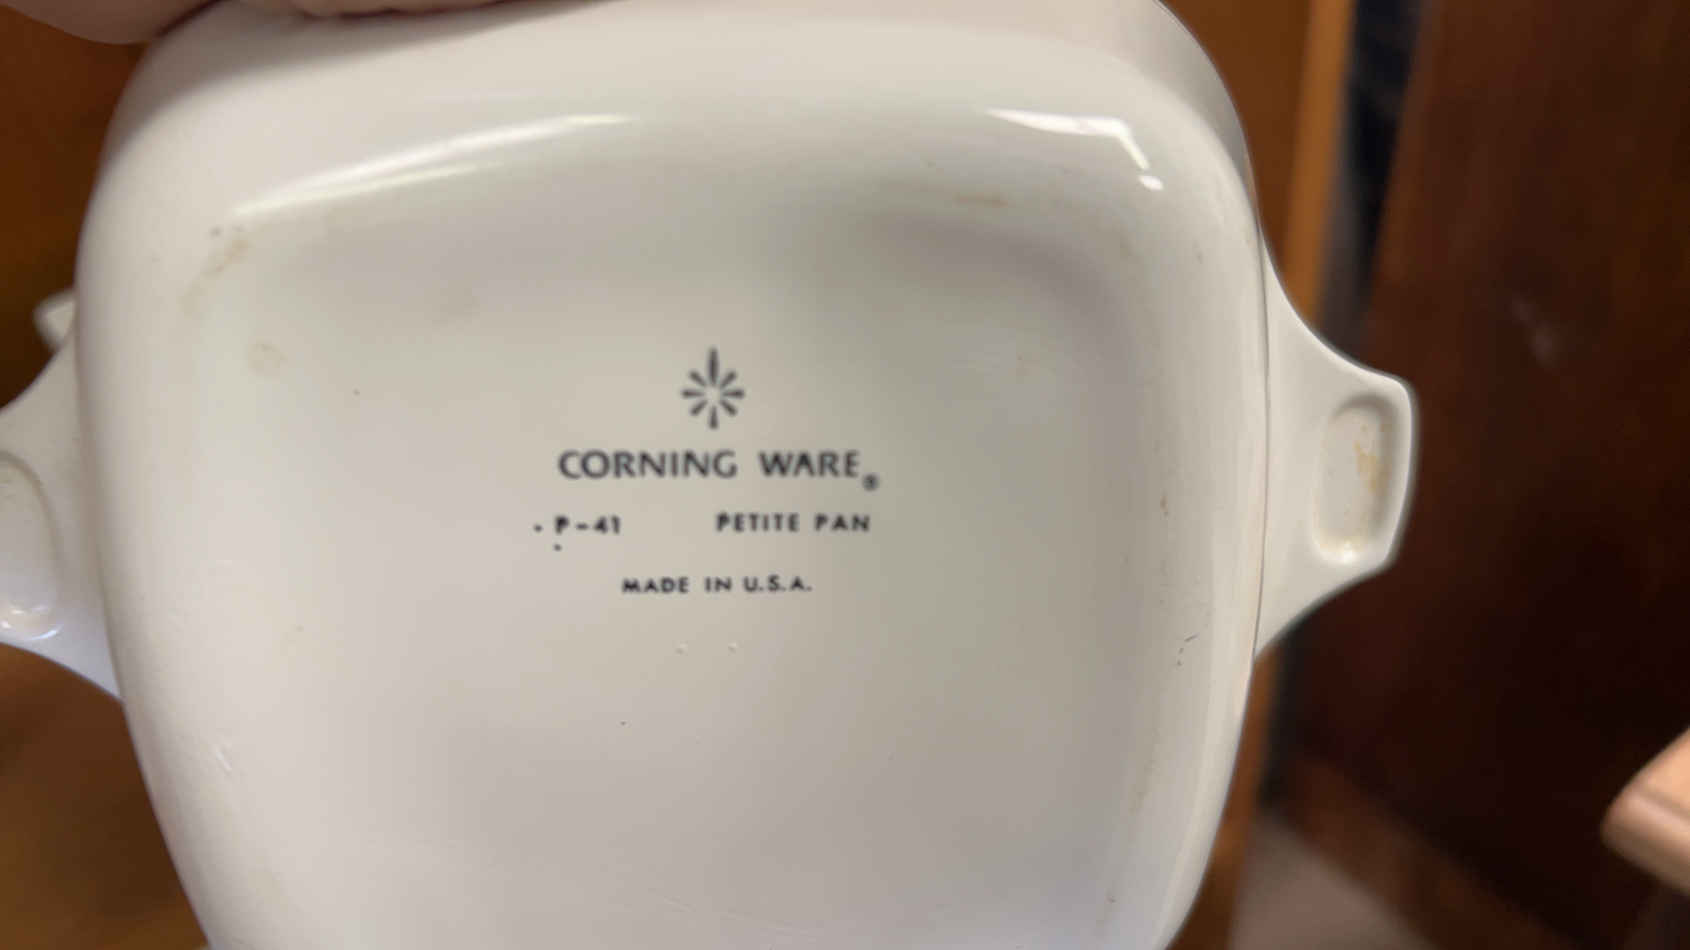 CORNING WARE®
P-41 PETITE PAN
MADE IN U.S.A.